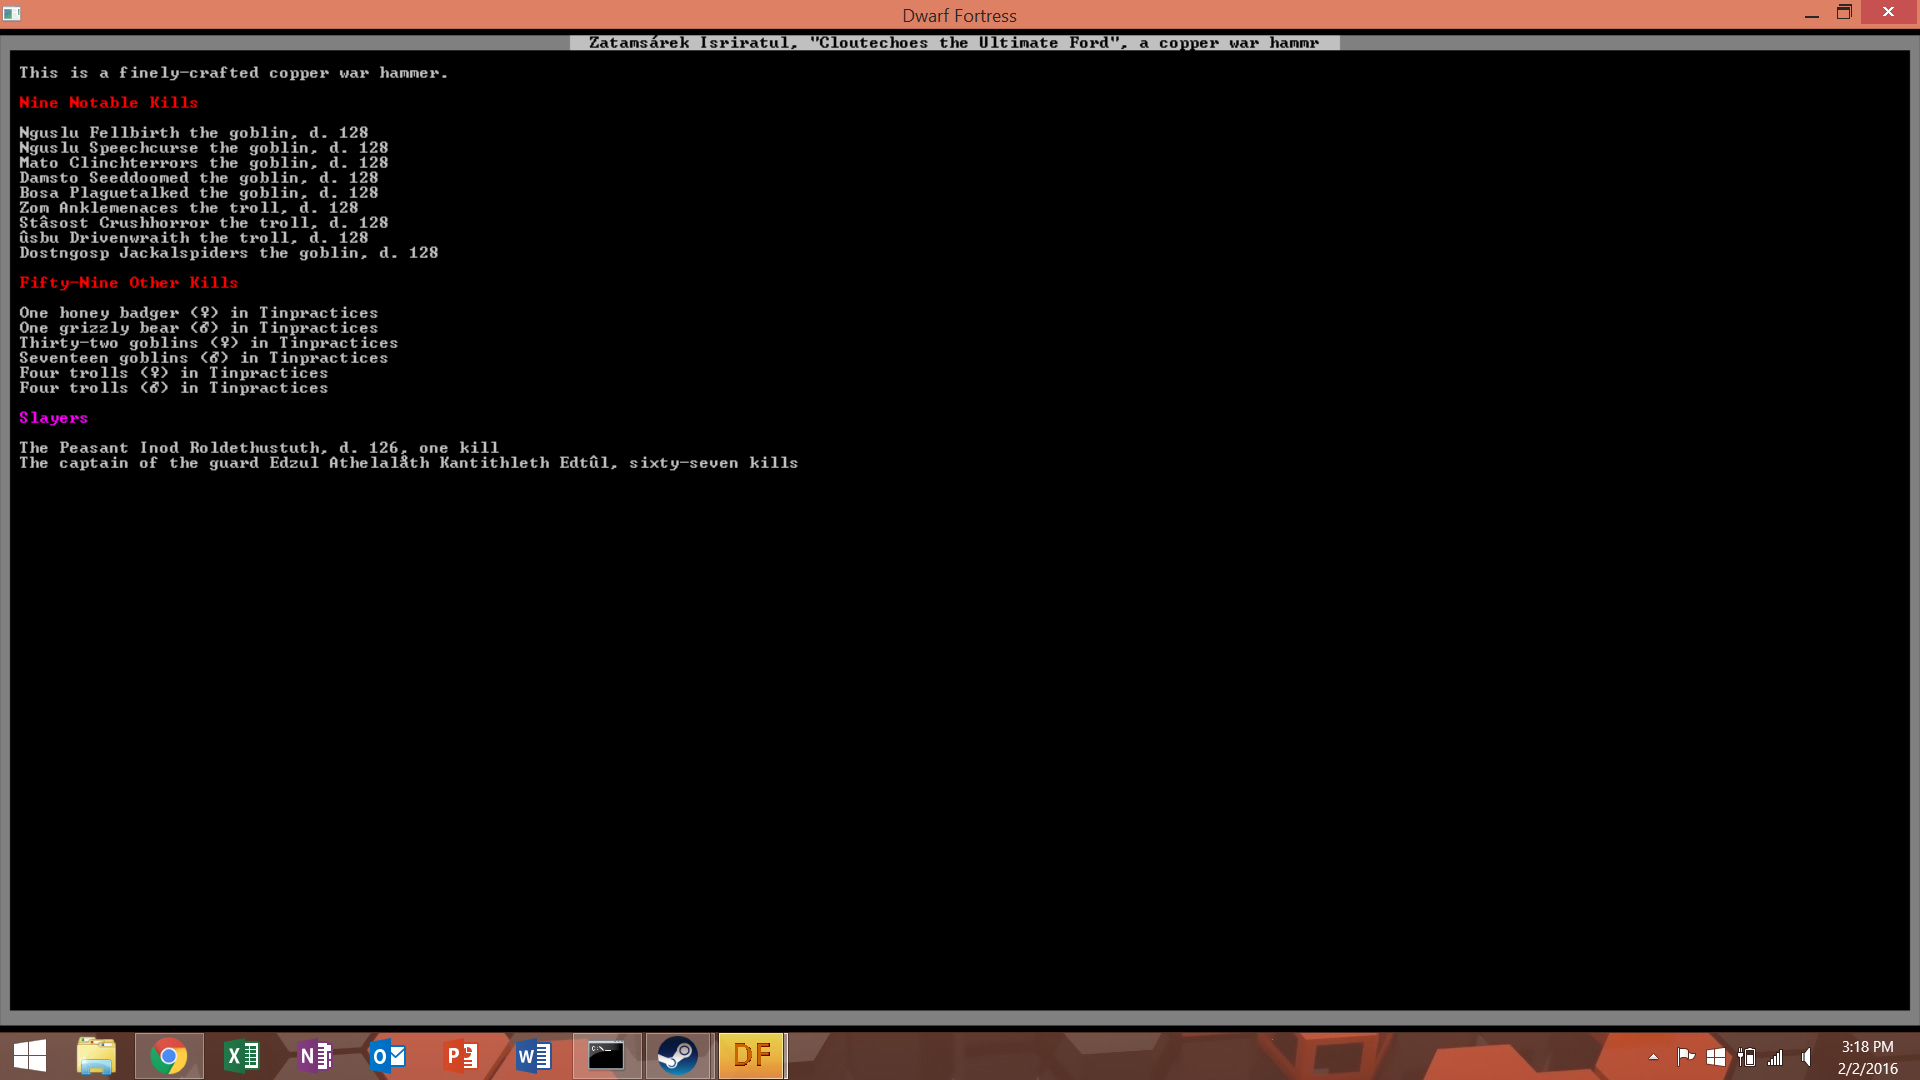 Dwarf Fortress
Zatamsárek Isriratul, "Cloutechoes the Ultimate Ford", a copper war hammr
This is a finely-crafted copper war hammer.
Nine Notable Kills
Nguslu Fellbirth the goblin, d. 128
Nguslu Speechcurse the goblin, d. 128
Mato Clinchterrors the goblin, d. 128
Damsto Seeddoomed the goblin, d. 128
Bosa Plaguetalked the goblin, d. 128
Zom Anklemenaces the troll, d. 128
Stâsost Crushhorror the troll, d. 128
ûsbu Drivenwraith the troll, d. 128
Dostngosp Jackalspiders the goblin, d. 128
Fifty-Nine Other Kills
One honey badger (♀) in Tinpractices
One grizzly bear (♂) in Tinpractices
Thirty-two goblins (♀) in Tinpractices
Seventeen goblins (♂) in Tinpractices
Four trolls (♀) in Tinpractices
Four trolls (♂) in Tinpractices
Slayers
The Peasant Inod Roldethustuth, d. 126, one kill
The captain of the guard Edzul Athelalåth Kantithleth Edtûl, sixty-seven kills
DF
3:18 PM
2/2/2016